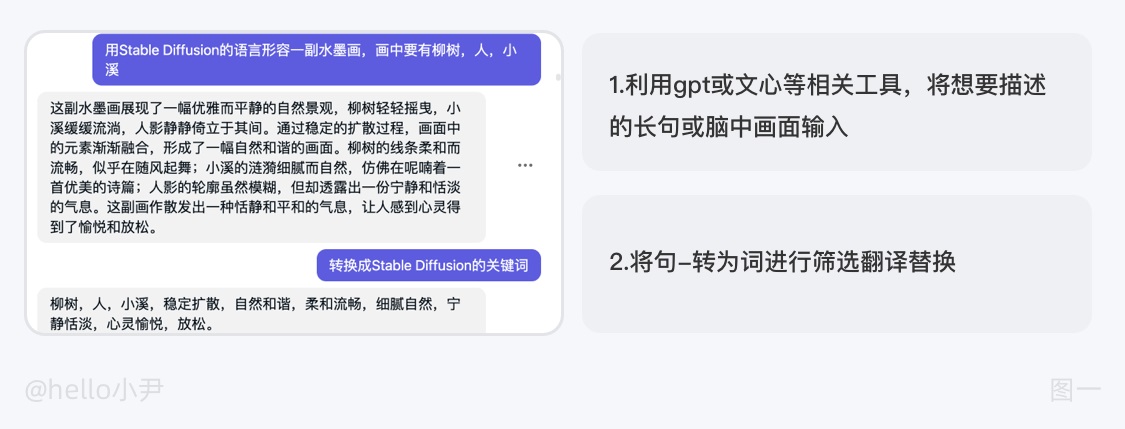 用Stable Diffusion的语言形容一副水墨画，画中要有柳树，人，小
溪
这副水墨画展现了一幅优雅而平静的自然景观，柳树轻轻摇曳，小
溪缓缓流淌，人影静静倚立于其间。通过稳定的扩散过程，画面中
的元素渐渐融合，形成了一幅自然和谐的画面。柳树的线条柔和而
流畅，似乎在随风起舞；小溪的涟漪细腻而自然，仿佛在呢喃着一
首优美的诗篇；人影的轮廓虽然模糊，但却透露出一份宁静和恬淡
的气息。这副画作散发出一种恬静和平和的气息，让人感到心灵得
到了愉悦和放松。
转换成Stable Diffusion的关键词
柳树，人，小溪，稳定扩散，自然和谐，柔和流畅，细腻自然，宁
静恬淡，心灵愉悦，放松。
1.利用gpt或文心等相关工具，将想要描述
的长句或脑中画面输入
2.将句–转为词进行筛选翻译替换
@hello小尹
图一